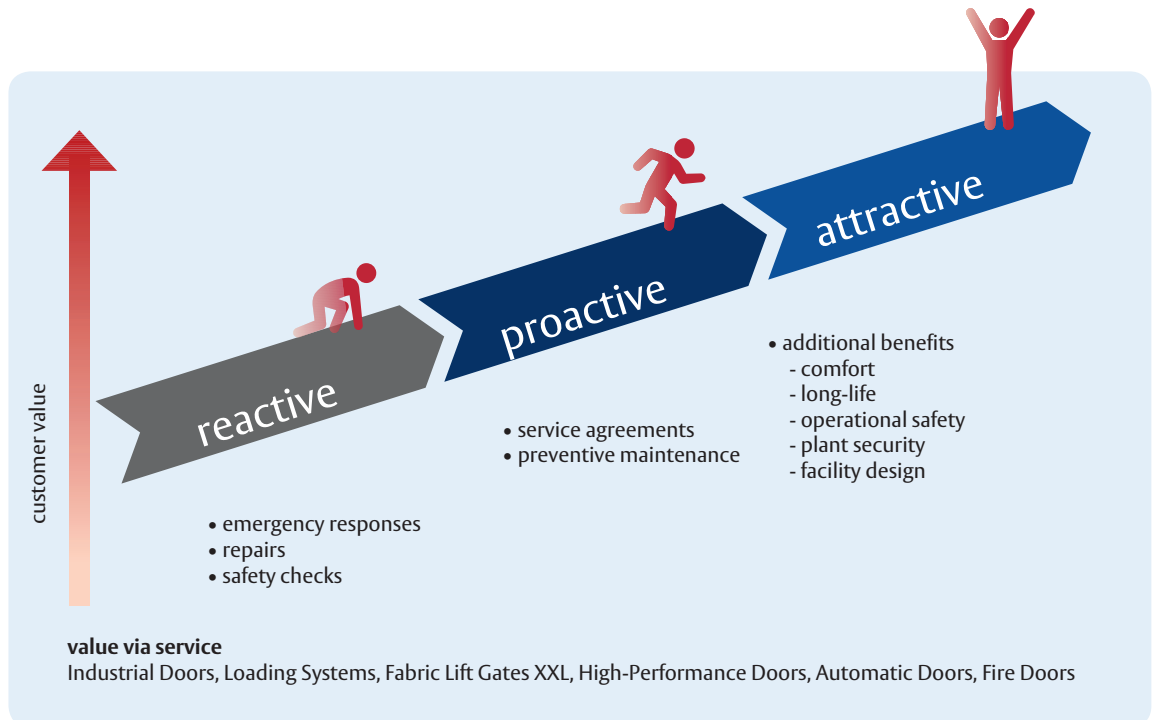 customer value
reactive
proactive
attractive
• emergency responses
• repairs
• safety checks
• service agreements
• preventive maintenance
• additional benefits
- comfort
- long-life
- operational safety
- plant security
- facility design
value via service
Industrial Doors, Loading Systems, Fabric Lift Gates XXL, High-Performance Doors, Automatic Doors, Fire Doors